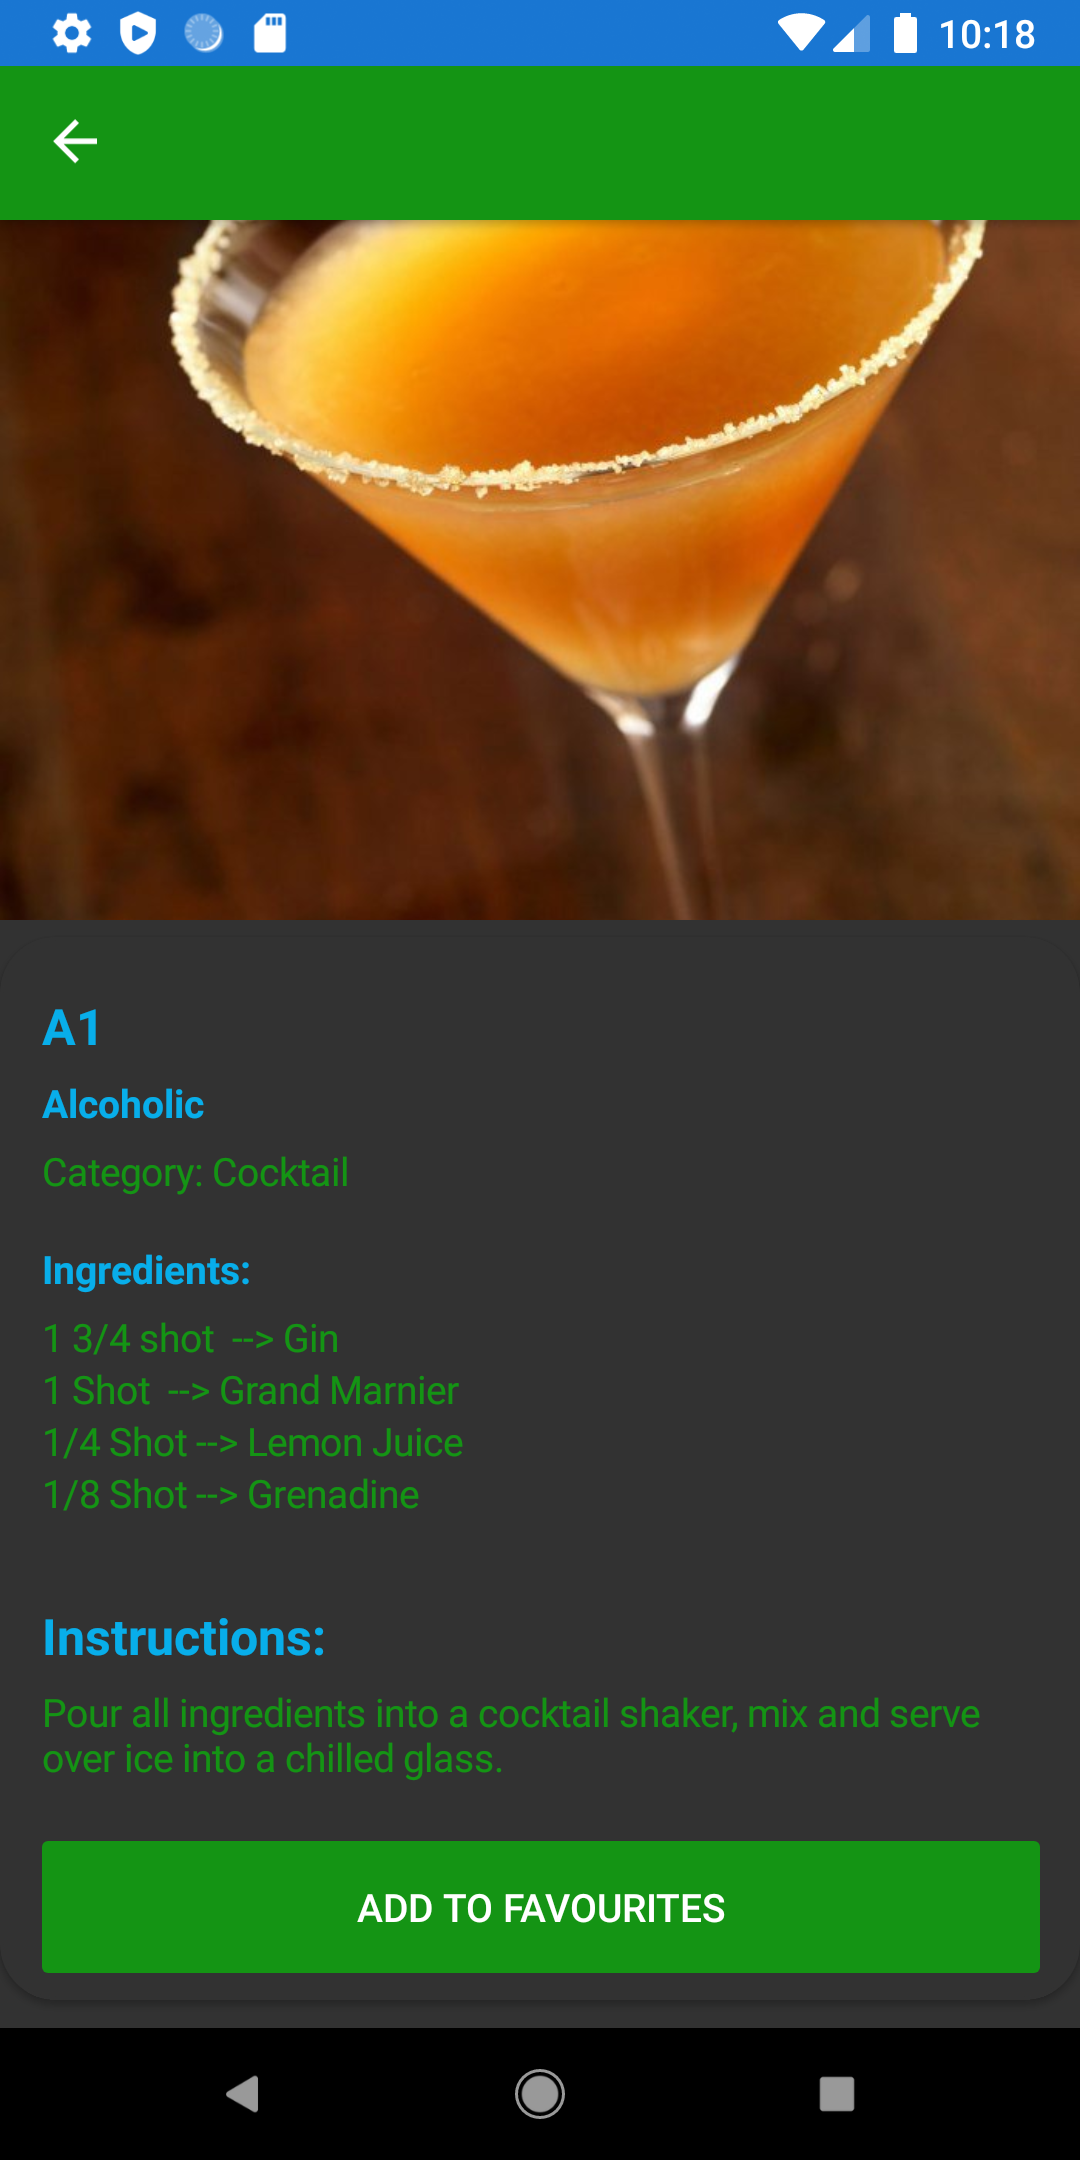 10:18
A1
Alcoholic
Category: Cocktail
Ingredients:
1 3/4 shot  --> Gin
1 Shot  --> Grand Marnier
1/4 Shot --> Lemon Juice
1/8 Shot --> Grenadine
Instructions:
Pour all ingredients into a cocktail shaker, mix and serve
over ice into a chilled glass.
ADD TO FAVOURITES